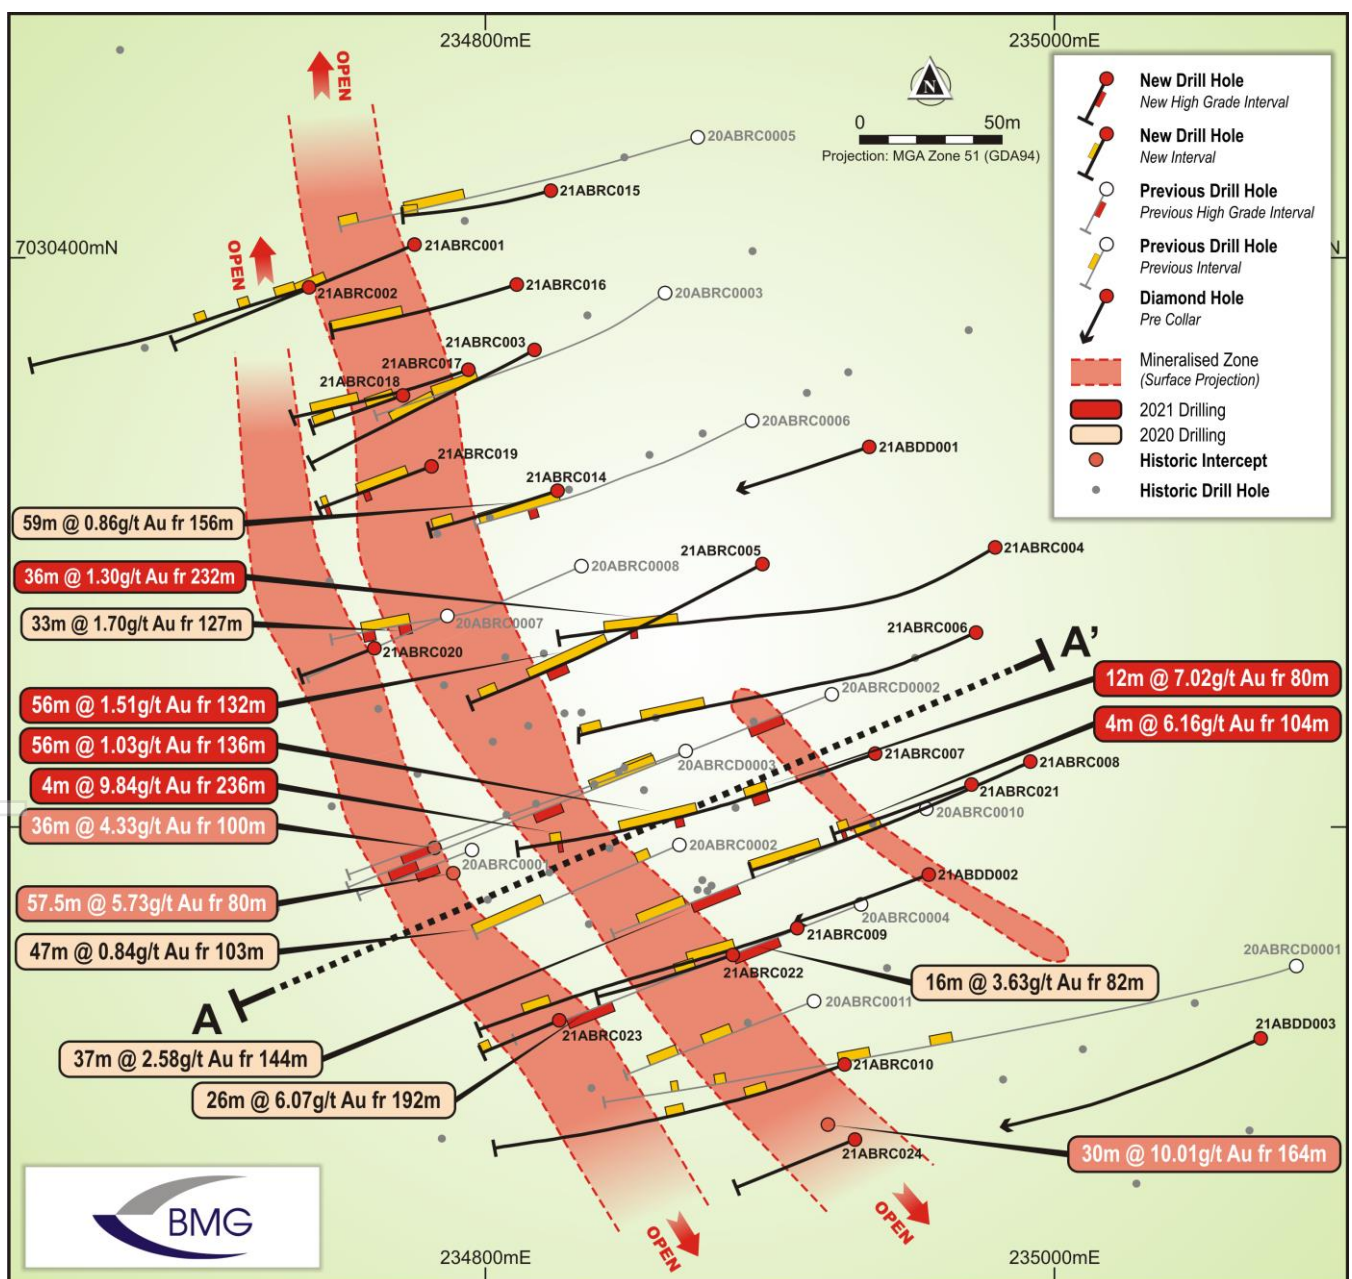 234800mE
235000mE
OPEN
N
0 50m
Projection: MGA Zone 51 (GDA94)
New Drill Hole
New High Grade Interval
New Drill Hole
New Interval
Previous Drill Hole
Previous High Grade Interval
Previous Drill Hole
Previous Interval
Diamond Hole
Pre Collar
Mineralised Zone
(Surface Projection)
2021 Drilling
2020 Drilling
Historic Intercept
Historic Drill Hole
20ABRC0005
21ABRC015
7030400mN
N
OPEN
21ABRC001
21ABRC002
21ABRC016
20ABRC0003
21ABRC003
21ABRC017
21ABRC018
20ABRC0006
21ABDD001
21ABRC019
21ABRC014
59m @ 0.86g/t Au fr 156m
21ABRC005
21ABRC004
36m @ 1.30g/t Au fr 232m
20ABRC0008
33m @ 1.70g/t Au fr 127m
20ABRC0007
21ABRC006
21ABRC020
A'
12m @ 7.02g/t Au fr 80m
20ABRCD0002
56m @ 1.51g/t Au fr 132m
4m @ 6.16g/t Au fr 104m
56m @ 1.03g/t Au fr 136m
21ABRC007
20ABRCD0003
21ABRC008
4m @ 9.84g/t Au fr 236m
21ABRC021
20ABRC0010
36m @ 4.33g/t Au fr 100m
20ABRC0002
20ABRC0001
21ABDD002
57.5m @ 5.73g/t Au fr 80m
20ABRC0004
21ABRC009
47m @ 0.84g/t Au fr 103m
20ABRCD0001
21ABRC022
16m @ 3.63g/t Au fr 82m
20ABRC0011
A
21ABDD003
21ABRC023
37m @ 2.58g/t Au fr 144m
21ABRC010
26m @ 6.07g/t Au fr 192m
21ABRC024
30m @ 10.01g/t Au fr 164m
BMG
OPEN
OPEN
234800mE
235000mE